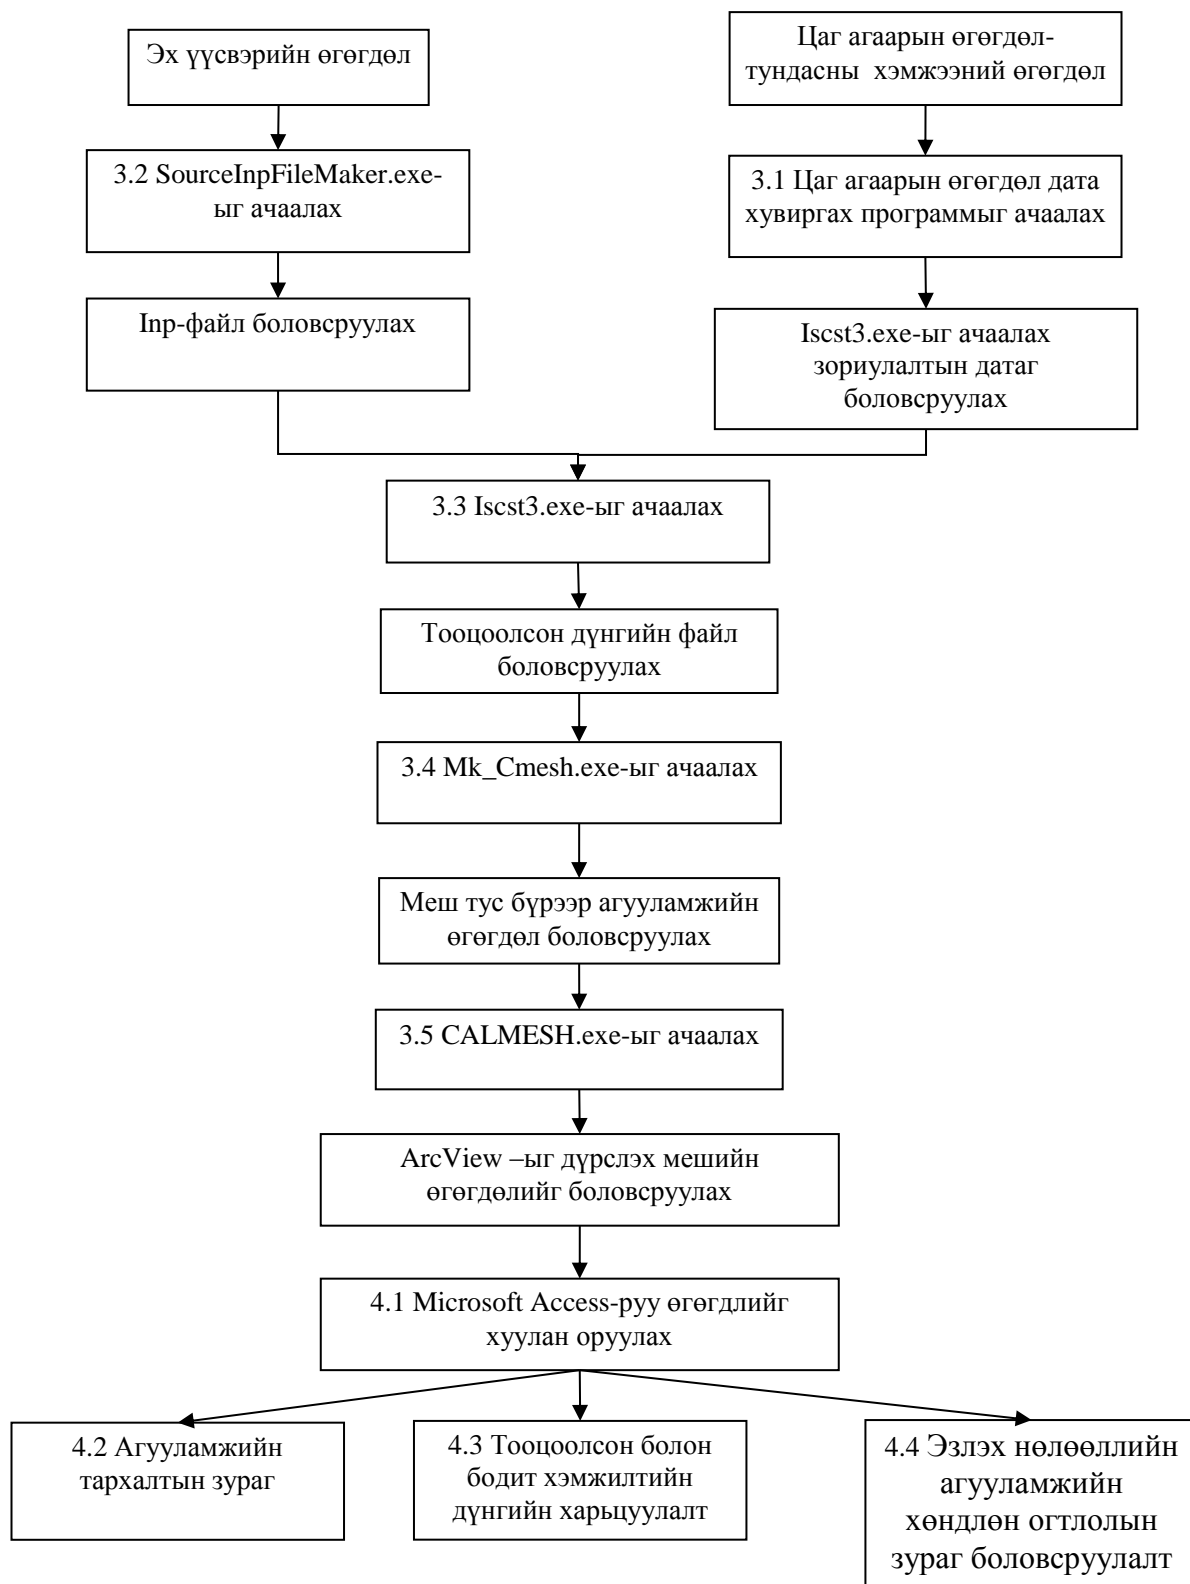 Эх үүсвэрийн өгөгдөл
Цаг агаарын өгөгдөл-
тундасны хэмжээний өгөгдөл
3.2 SourceInpFileMaker.exe-
ыг ачаалах
3.1 Цаг агаарын өгөгдөл дата
хувиргах программыг ачаалах
Inp-файл боловсруулах
Iscst3.exe-ыг ачаалах
зориулалтын датаг
боловсруулах
3.3 Iscst3.exe-ыг ачаалах
Тооцоолсон дүнгийн файл
боловсруулах
3.4 Mk_Cmesh.exe-ыг ачаалах
Меш тус бүрээр агууламжийн
өгөгдөл боловсруулах
3.5 CALMESH.exe-ыг ачаалах
ArcView –ыг дүрслэх мешийн
өгөгдөлийг боловсруулах
4.1 Microsoft Access-руу өгөгдлийг
хуулан оруулах
4.2 Агууламжийн
тархалтын зураг
4.3 Тооцоолсон болон
бодит хэмжилтийн
дүнгийн харьцуулалт
4.4 Эзлэх нөлөөллийн
агууламжийн
хөндлөн огтлолын
зураг боловсруулалт